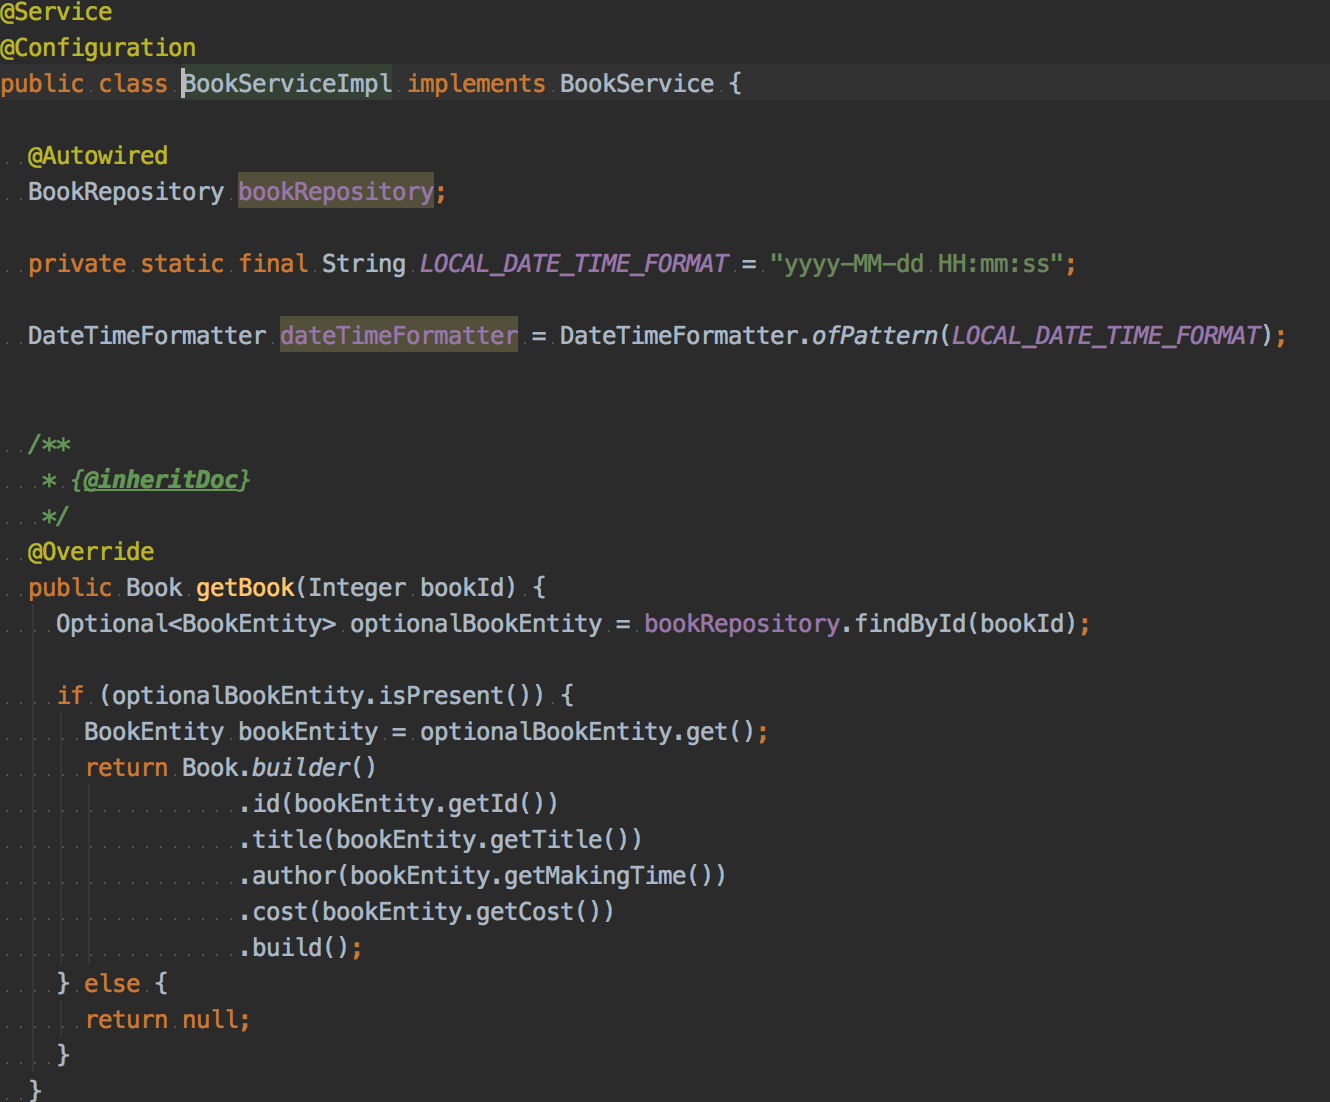 @Service
@Configuration
public class BookServiceImpl implements BookService {
@Autowired
BookRepository bookRepository;
private static final String LOCAL_DATE_TIME_FORMAT = "yyyy-MM-dd HH:mm:ss";
DateTimeFormatter dateTimeFormatter = DateTimeFormatter.ofPattern(LOCAL_DATE_TIME_FORMAT);
/**
* {@inheritDoc}
*/
@Override
public Book getBook(Integer bookId) {
Optional<BookEntity> optionalBookEntity = bookRepository.findById(bookId);
if (optionalBookEntity.isPresent()) {
BookEntity bookEntity = optionalBookEntity.get();
return Book.builder()
.id(bookEntity.getId())
.title(bookEntity.getTitle())
.author(bookEntity.getMakingTime())
.cost(bookEntity.getCost())
.build();
} else {
return null;
}
}